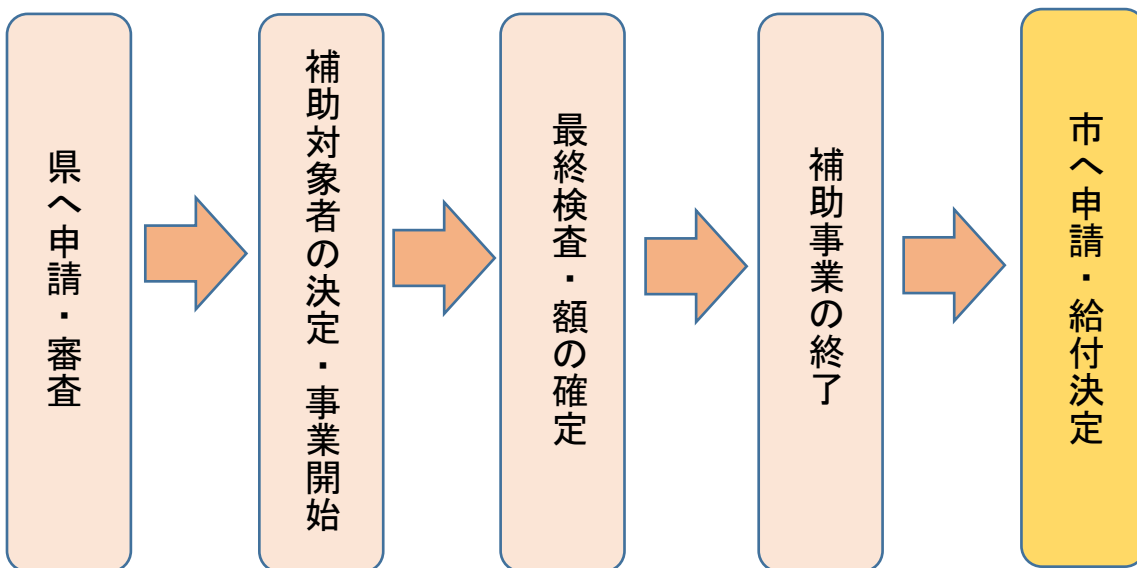 県へ申請・審査
補助対象者の決定・事業開始
最終検査・額の確定
補助事業の終了
市へ申請・給付決定